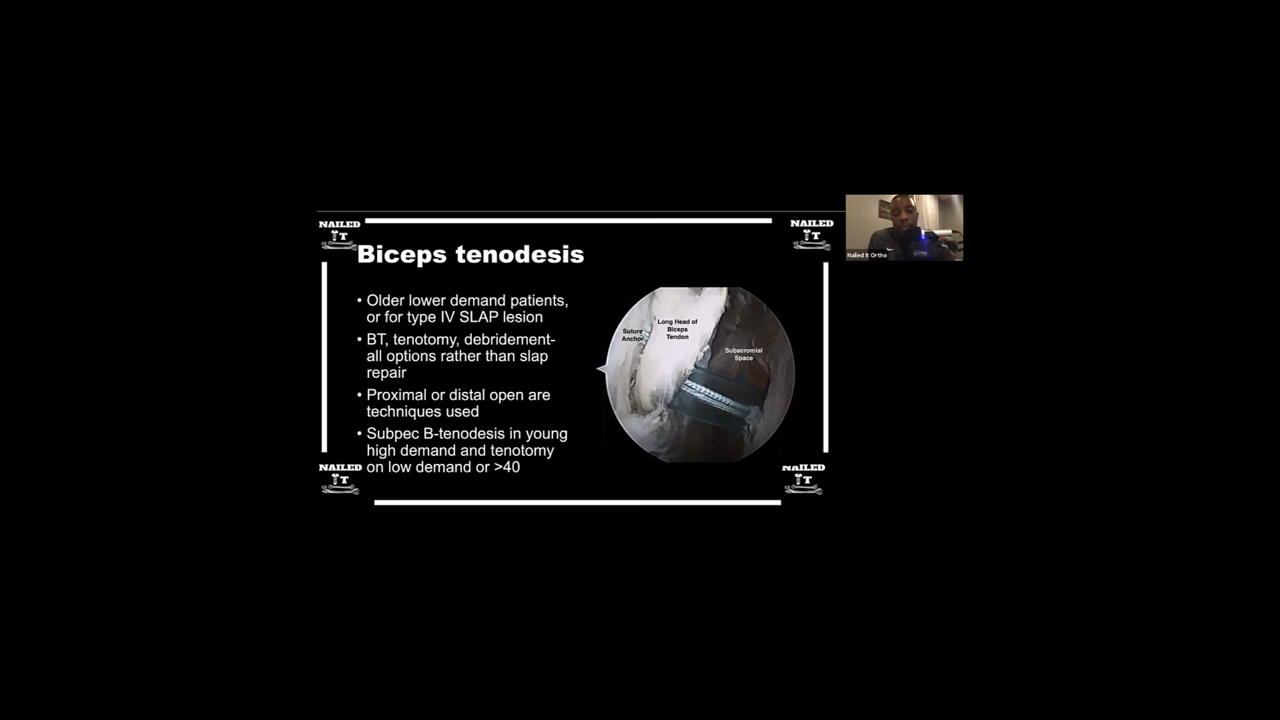 NAILED
IT
NAILED
IT
Nailed It Ortho
Biceps tenodesis
• Older lower demand patients,
or for type IV SLAP lesion
• BT, tenotomy, debridement-
all options rather than slap
repair
• Proximal or distal open are
techniques used
• Subpec B-tenodesis in young
high demand and tenotomy
on low demand or >40
Suture
Anchor
Long Head of
Biceps
Tendon
Subacromial
Space
NAILED
IT
NAILED
IT